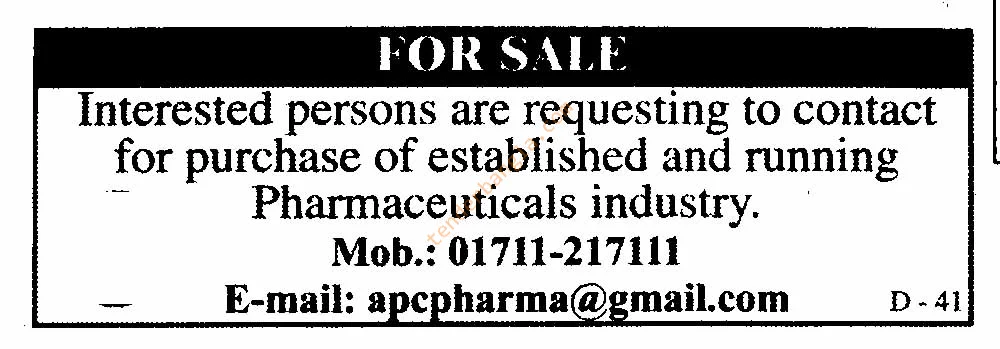 FOR SALE
Interested persons are requesting to contact
for purchase of established and running
Pharmaceuticals industry.
Mob.: 01711-217111
E-mail: apcpharma@gmail.com
D - 41